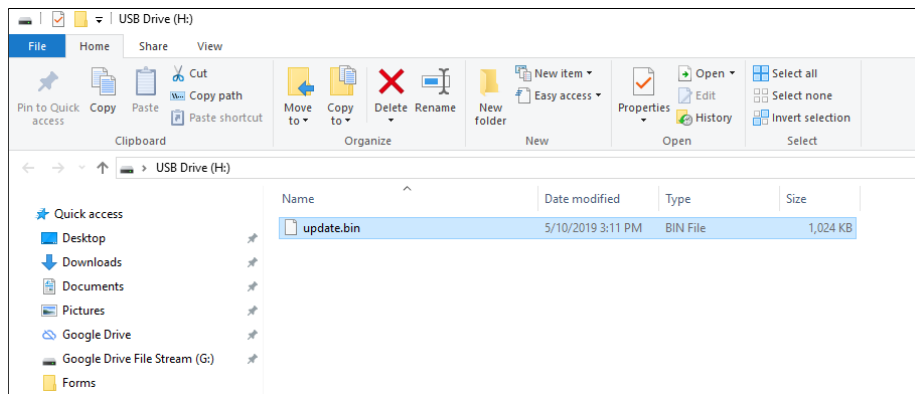 USB Drive (H:)
File Home Share View
Pin to Quick access
Copy
Paste
Cut
Copy path
Paste shortcut
Move to
Copy to
Delete
Rename
New folder
New item
Easy access
Properties
Open
Edit
History
Select all
Select none
Invert selection
Clipboard Organize New Open Select
USB Drive (H:)
Name Date modified Type Size
update.bin 5/10/2019 3:11 PM BIN File 1,024 KB
Quick access
Desktop
Downloads
Documents
Pictures
Google Drive
Google Drive File Stream (G:)
Forms